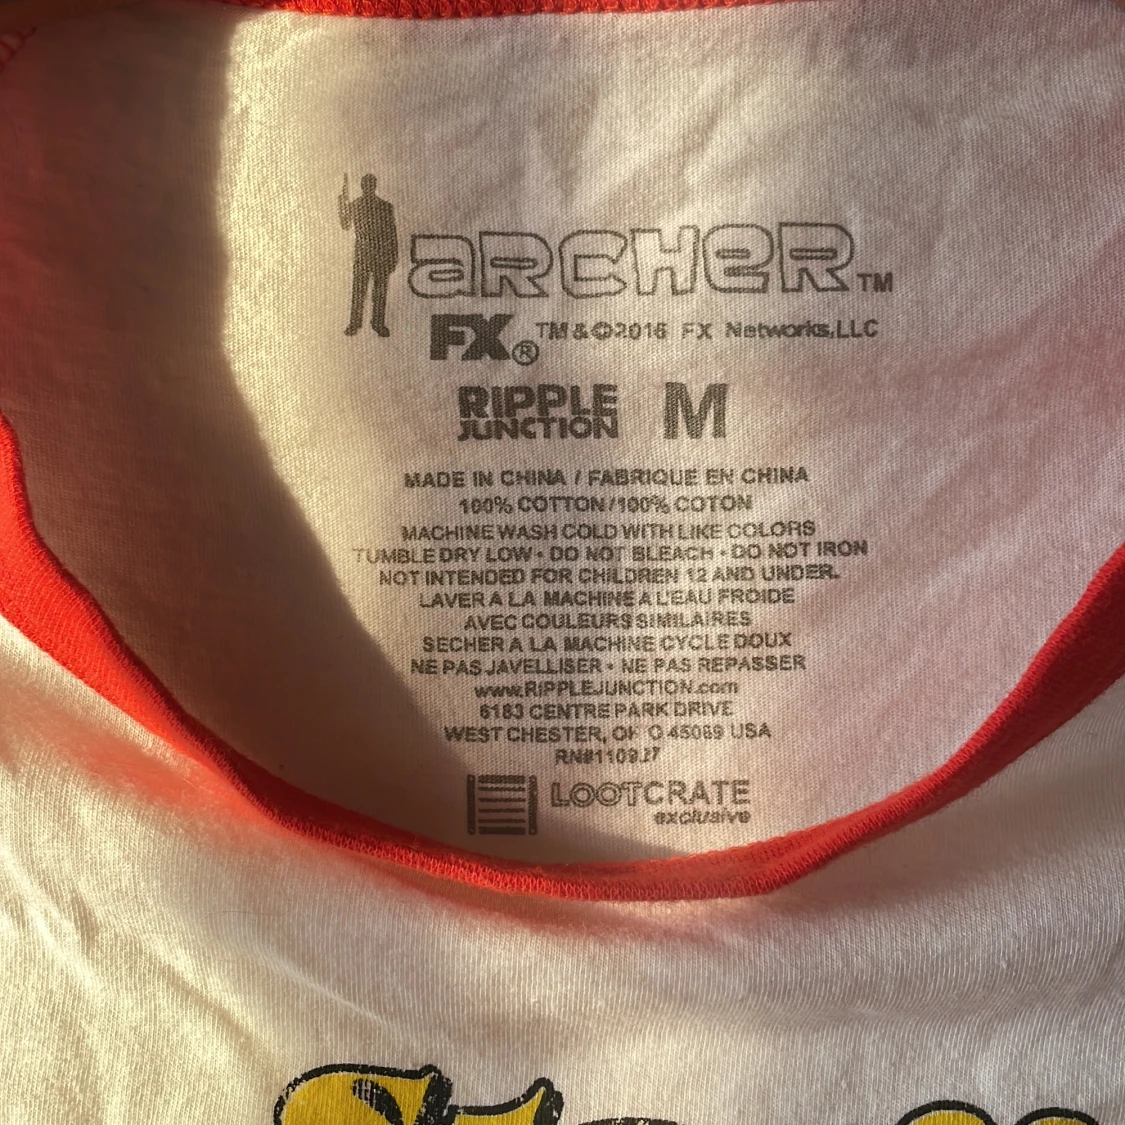 aRCHeR™
FX® TM&©2016 FX Networks,LLC
RIPPLE JUNCTION M
MADE IN CHINA / FABRIQUE EN CHINA
100% COTTON/100% COTON
MACHINE WASH COLD WITH LIKE COLORS
TUMBLE DRY LOW • DO NOT BLEACH • DO NOT IRON
NOT INTENDED FOR CHILDREN 12 AND UNDER.
LAVER A LA MACHINE A L'EAU FROIDE
AVEC COULEURS SIMILAIRES
SECHER A LA MACHINE CYCLE DOUX
NE PAS JAVELLISER • NE PAS REPASSER
www.RIPPLEJUNCTION.com
6183 CENTRE PARK DRIVE
WEST CHESTER, 45069 USA
LOOTCRATE
exclusive